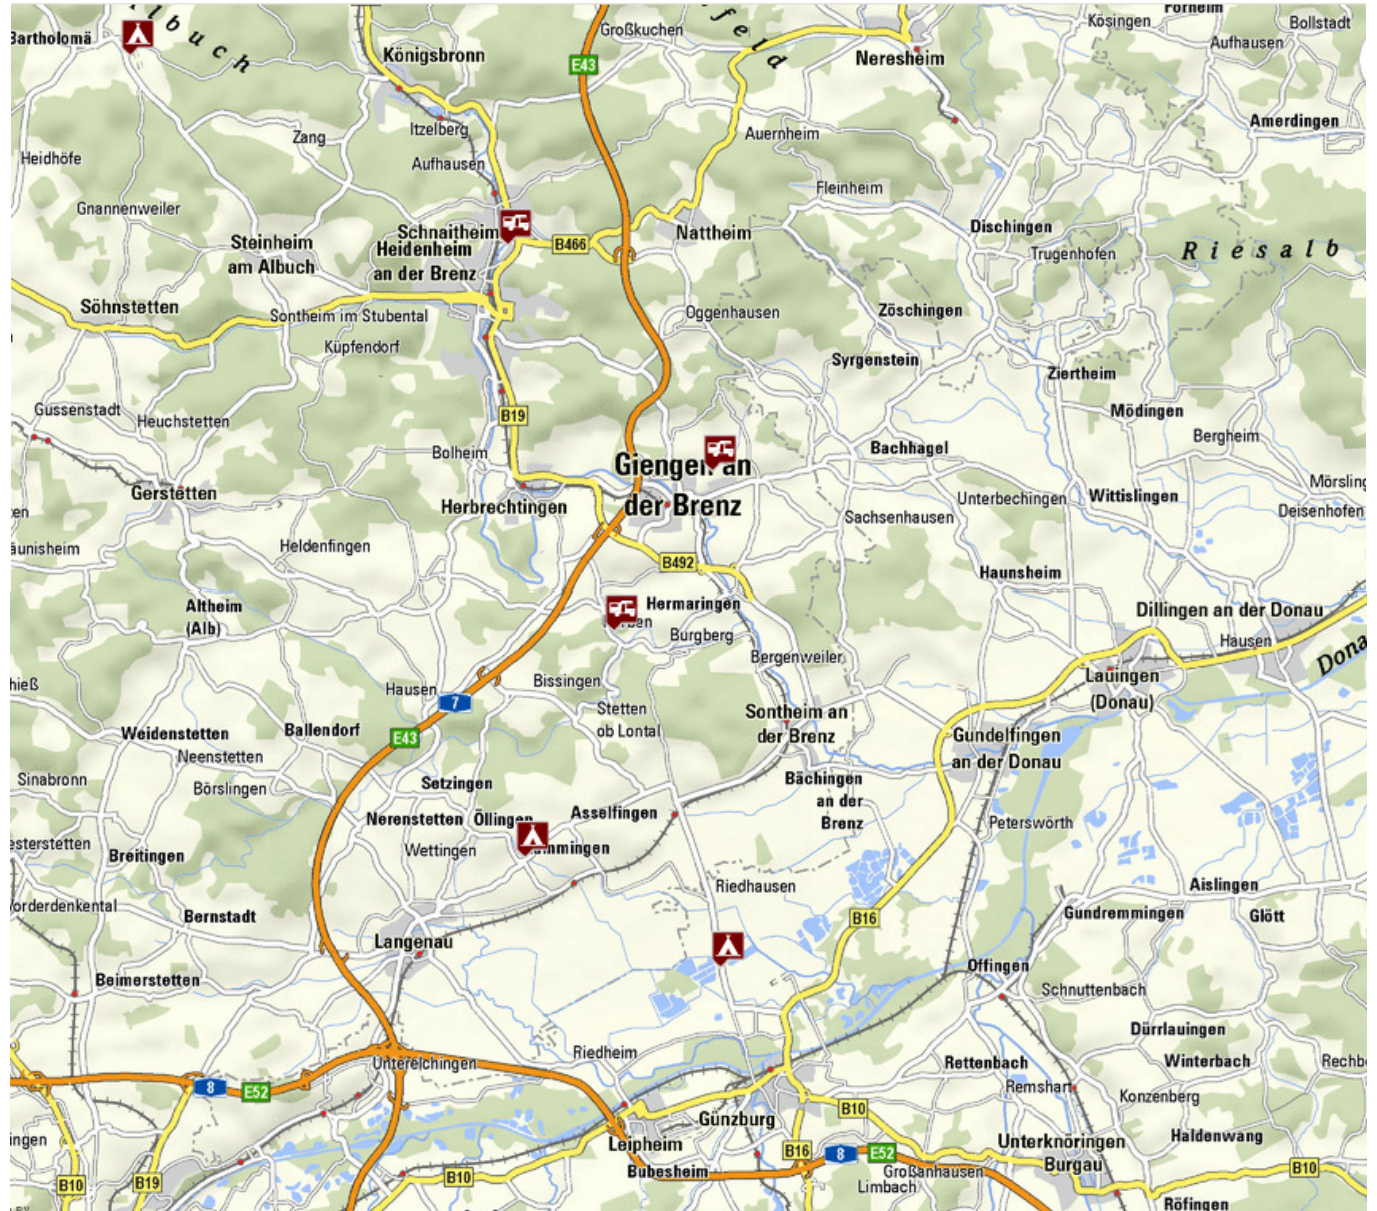 Bartholomä
lbuch
Königsbronn
Großkuchen
feld
E43
Neresheim
Kösingen
Forheim
Bollstadt
Aufhausen
Amerdingen
Itzelberg
Zang
Heidhöfe
Aufhausen
Auernheim
Fleinheim
Gnannenweiler
Schnaitheim
Steinheim
am Albuch
Heidenheim
an der Brenz
B466
Nattheim
Dischingen
Trugenhofen
Riesalb
Söhnstetten
Sontheim im Stubental
Küpfendorf
Oggenhausen
Zöschingen
Syrgenstein
Ziertheim
Gussenstadt
Heuchstetten
B19
Mödingen
Bergheim
Bolheim
Giengen an
der Brenz
Bachhagel
Gerstetten
Herbrechtingen
Unterbechingen
Wittislingen
Mörsling
Deisenhofen
Sachsenhausen
Heldenfingen
B492
Haunsheim
Altheim
(Alb)
Hermaringen
Burgberg
Bergenweiler
Dillingen an der Donau
Hausen
Dona
Lauingen
(Donau)
Hausen
7
Bissingen
Stetten
ob Lontal
Sontheim an
der Brenz
E43
Weidenstetten
Neenstetten
Ballendorf
Gundelfingen
an der Donau
Sinabronn
Börslingen
Setzingen
Bächingen
an der
Brenz
Nerenstetten
Öllingen
Asselfingen
Peterswörth
Breitingen
Wettingen
Riedhausen
Aislingen
Bernstadt
B16
Gundremmingen
Glött
Langenau
Beimerstetten
Offingen
Schnuttenbach
Dürrlauingen
Unterelchingen
Riedheim
Rettenbach
Winterbach
8
E52
Remshart
Konzenberg
Günzburg
B10
Leipheim
Bubesheim
B16
8
E52
Unterknöringen
Burgau
Haldenwang
Großanhausen
Limbach
B10
B19
B10
B10
Röfingen